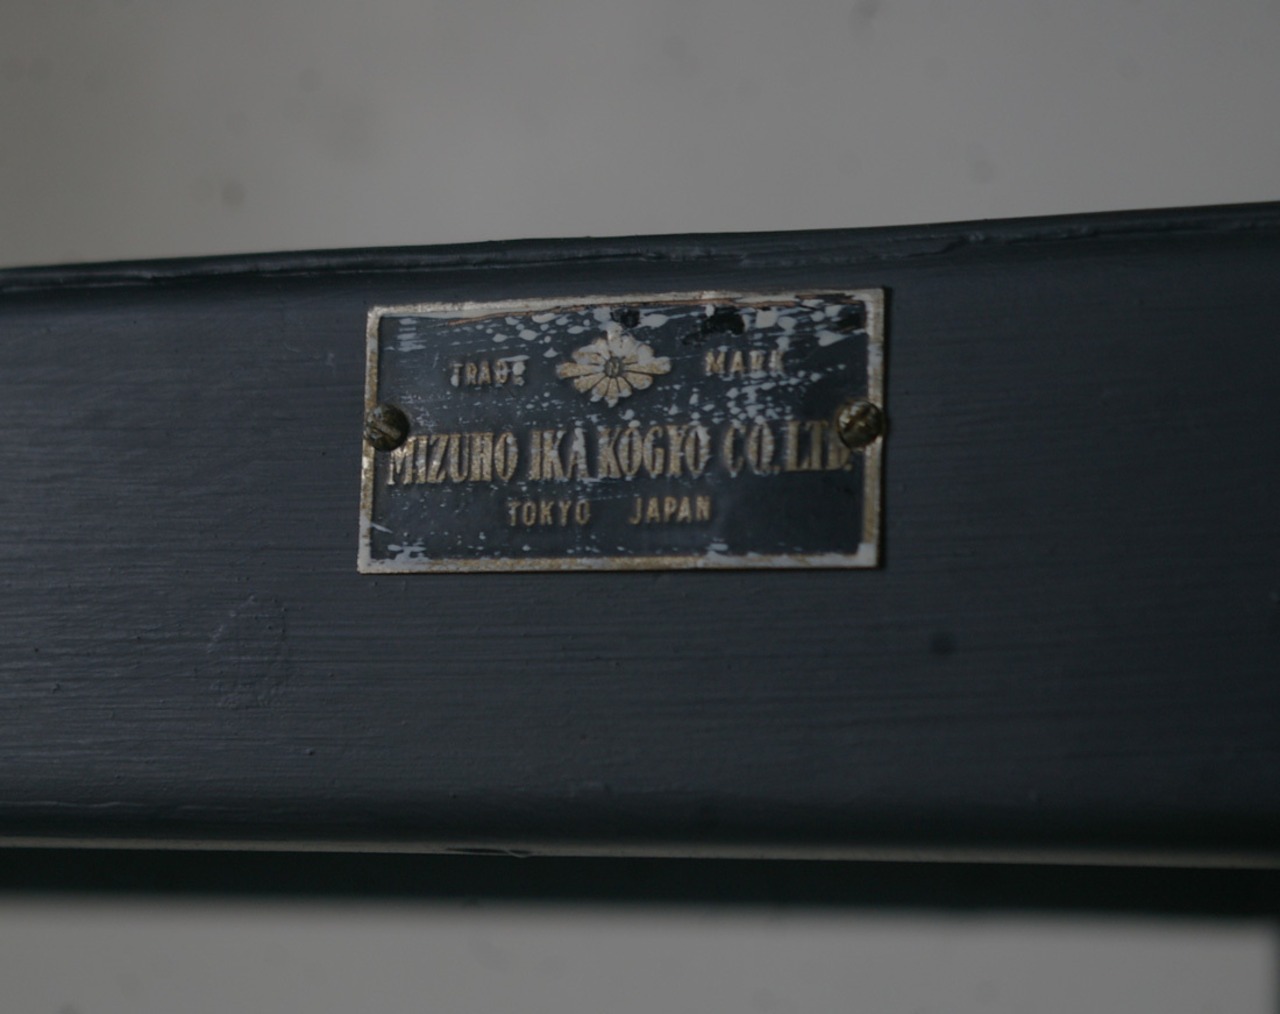 TRADE N MARK
MIZUHO IKA KOGYO CO. LTD.
TOKYO JAPAN